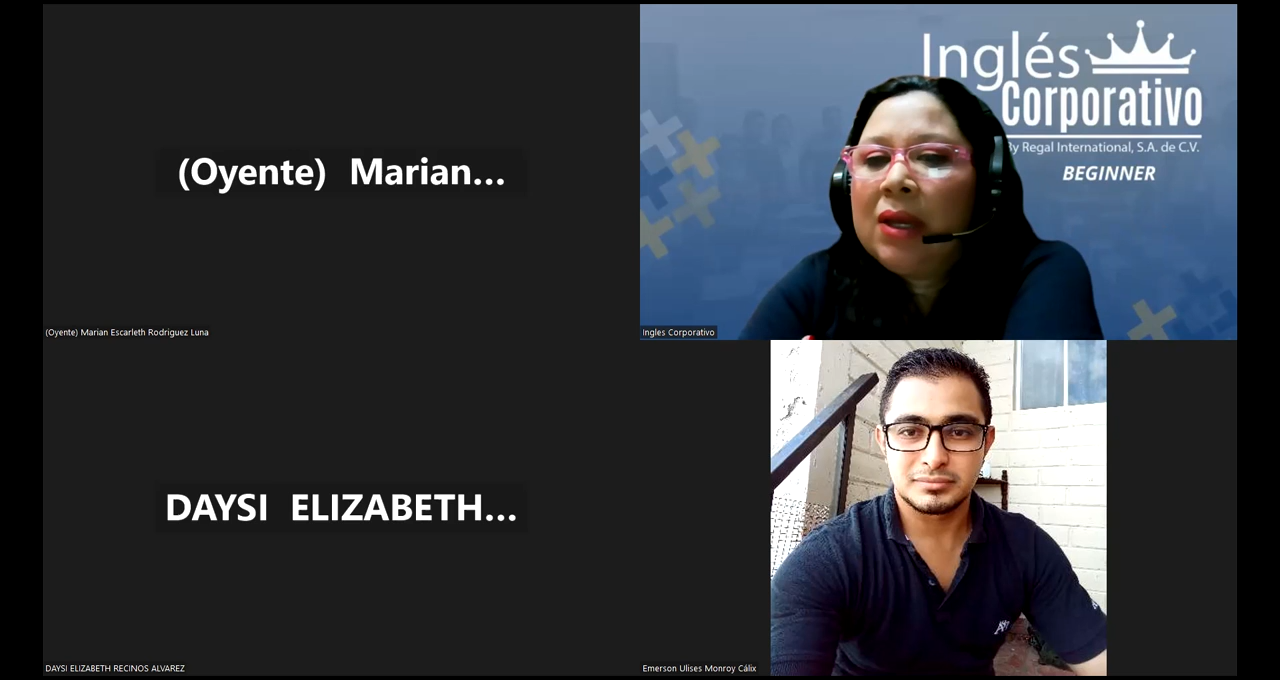 (Oyente) Marian...
(Oyente) Marian Escarleth Rodriguez Luna
Inglés
Corporativo
By Regal International, S.A. de C.V.
BEGINNER
Ingles Corporativo
DAYSI ELIZABETH...
DAYSI ELIZABETH RECINOS ALVAREZ
Emerson Ulises Monroy Cálix